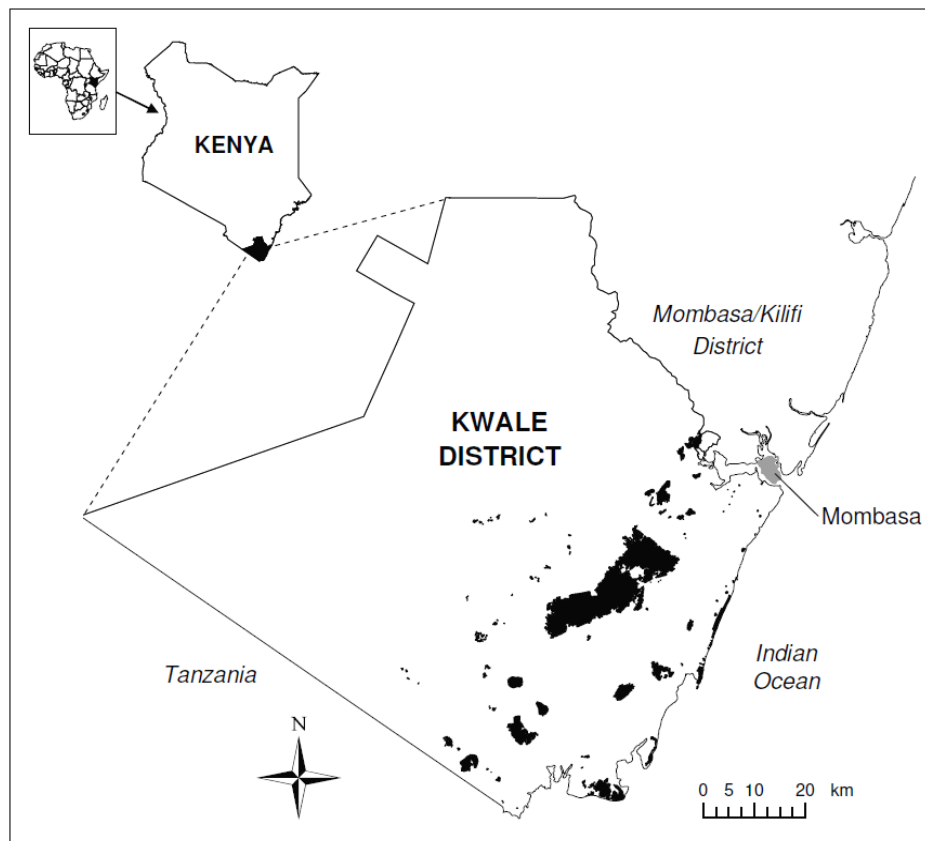 KENYA
Mombasa/Kilifi
District
KWALE
DISTRICT
Mombasa
Tanzania
Indian
Ocean
N
0 5 10 20 km